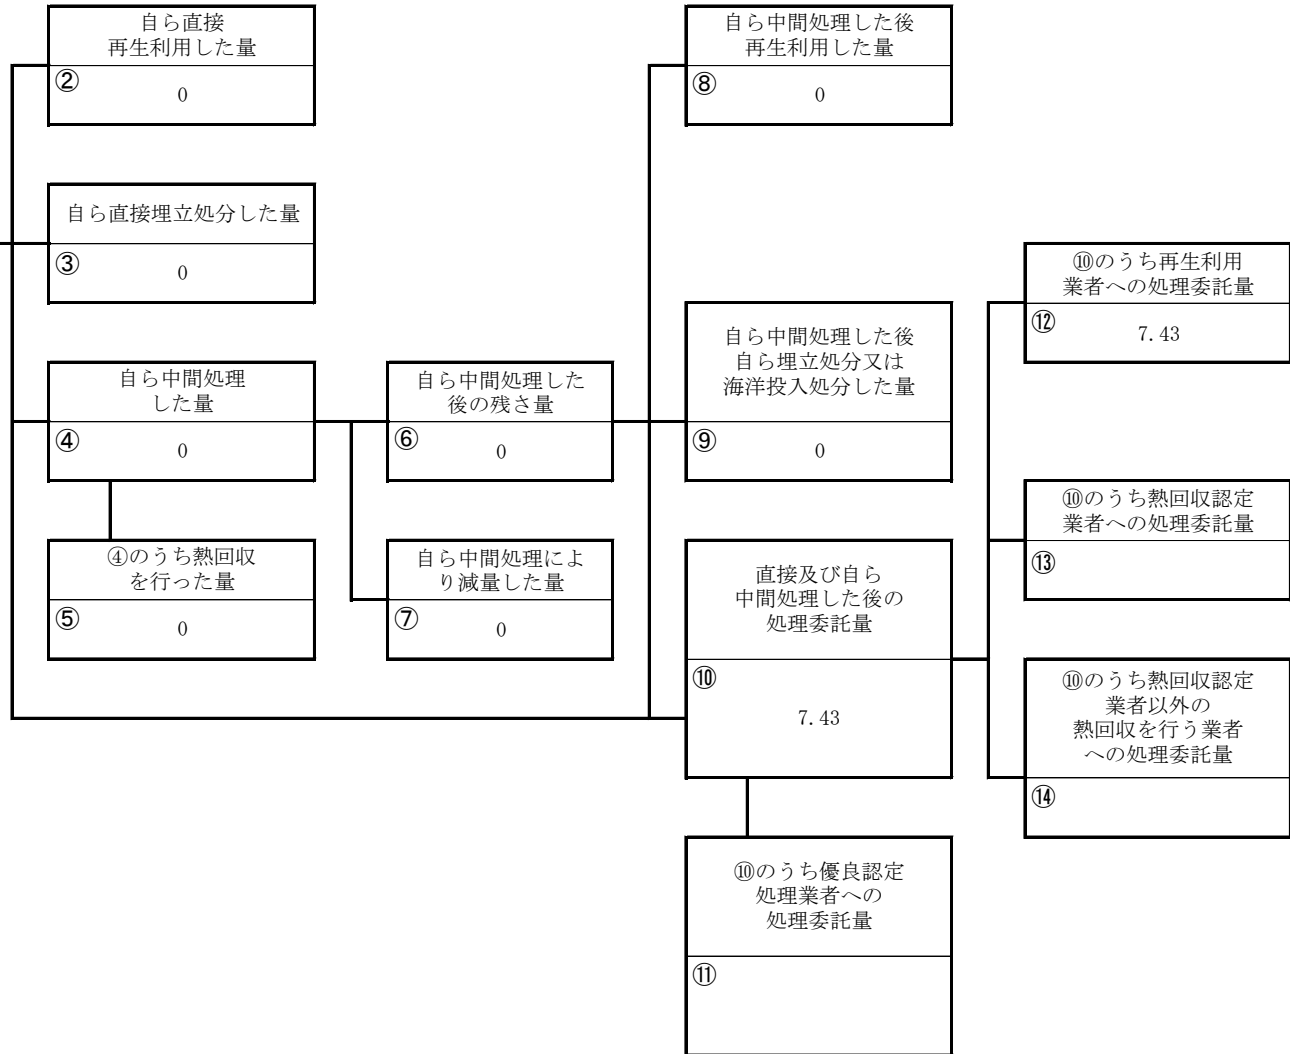 自ら直接
再生利用した量
②
0
自ら直接埋立処分した量
③
0
自ら中間処理
した量
④
0
④のうち熱回収
を行った量
⑤
0
自ら中間処理した
後の残さ量
⑥
0
自ら中間処理によ
り減量した量
⑦
0
自ら中間処理した後
再生利用した量
⑧
0
自ら中間処理した後
自ら埋立処分又は
海洋投入処分した量
⑨
0
直接及び自ら
中間処理した後の
処理委託量
⑩
7.43
⑩のうち優良認定
処理業者への
処理委託量
⑪
⑩のうち再生利用
業者への処理委託量
⑫
7.43
⑩のうち熱回収認定
業者への処理委託量
⑬
⑩のうち熱回収認定
業者以外の
熱回収を行う業者
への処理委託量
⑭